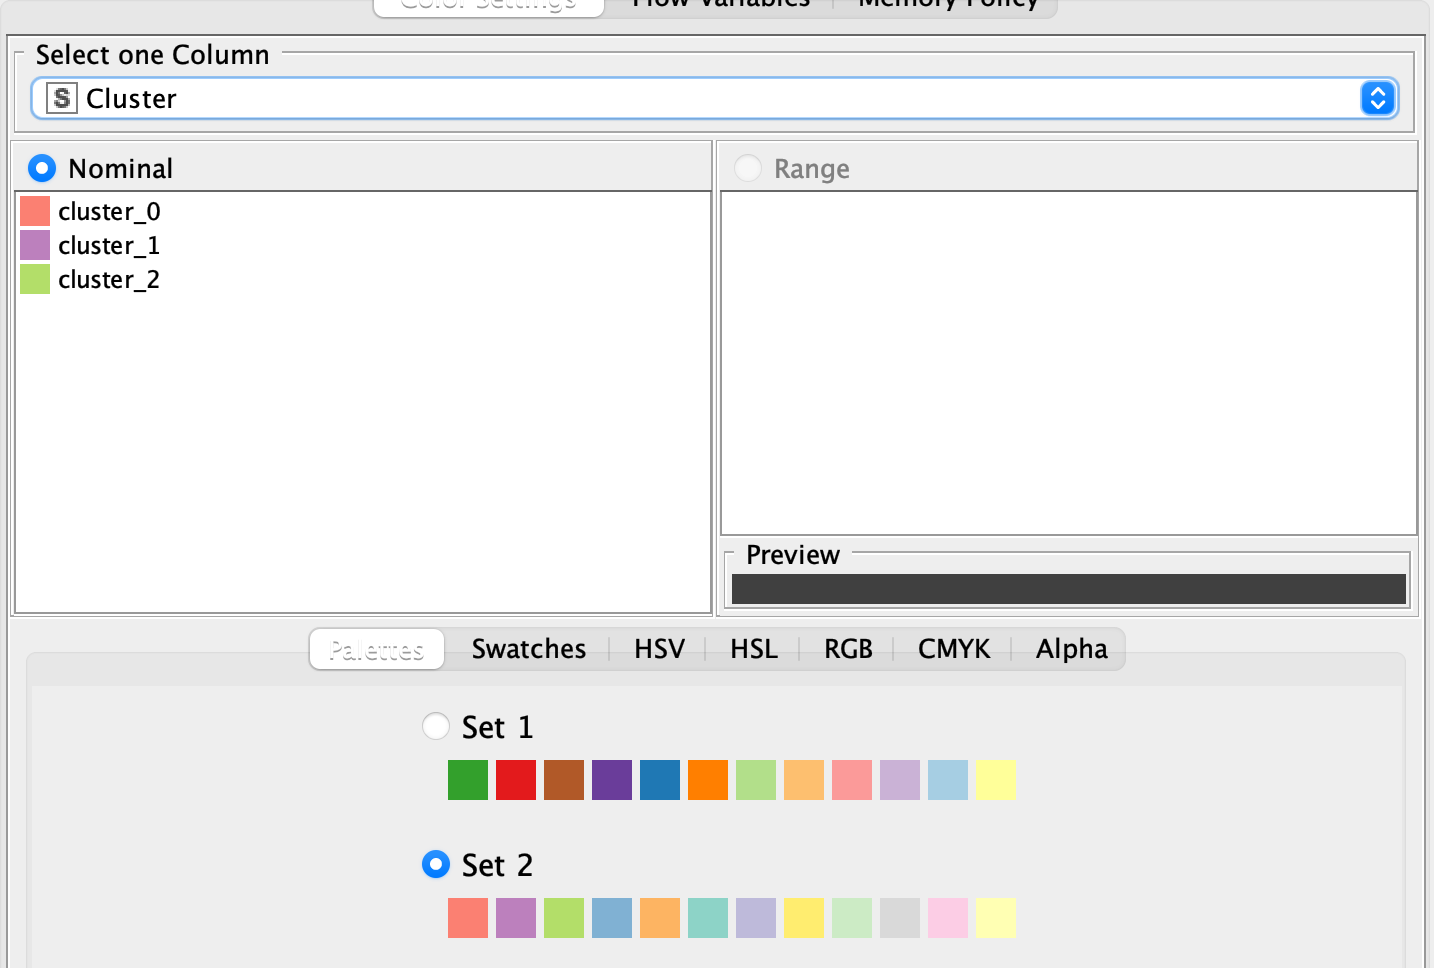 Color Settings Flow Variables Memory Policy
Select one Column
S Cluster
Nominal
Range
cluster_0
cluster_1
cluster_2
Preview
Palettes Swatches HSV HSL RGB CMYK Alpha
Set 1
Set 2